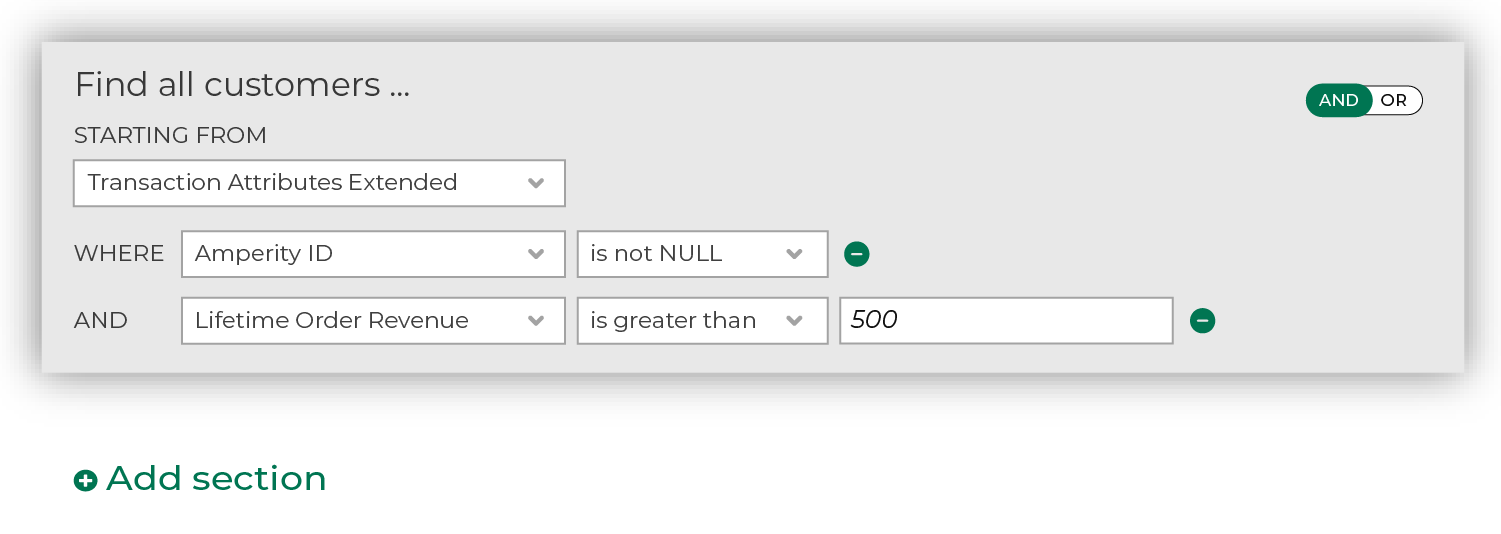 Find all customers ...
AND OR
STARTING FROM
Transaction Attributes Extended
WHERE Amperity ID is not NULL
AND Lifetime Order Revenue is greater than 500
Add section